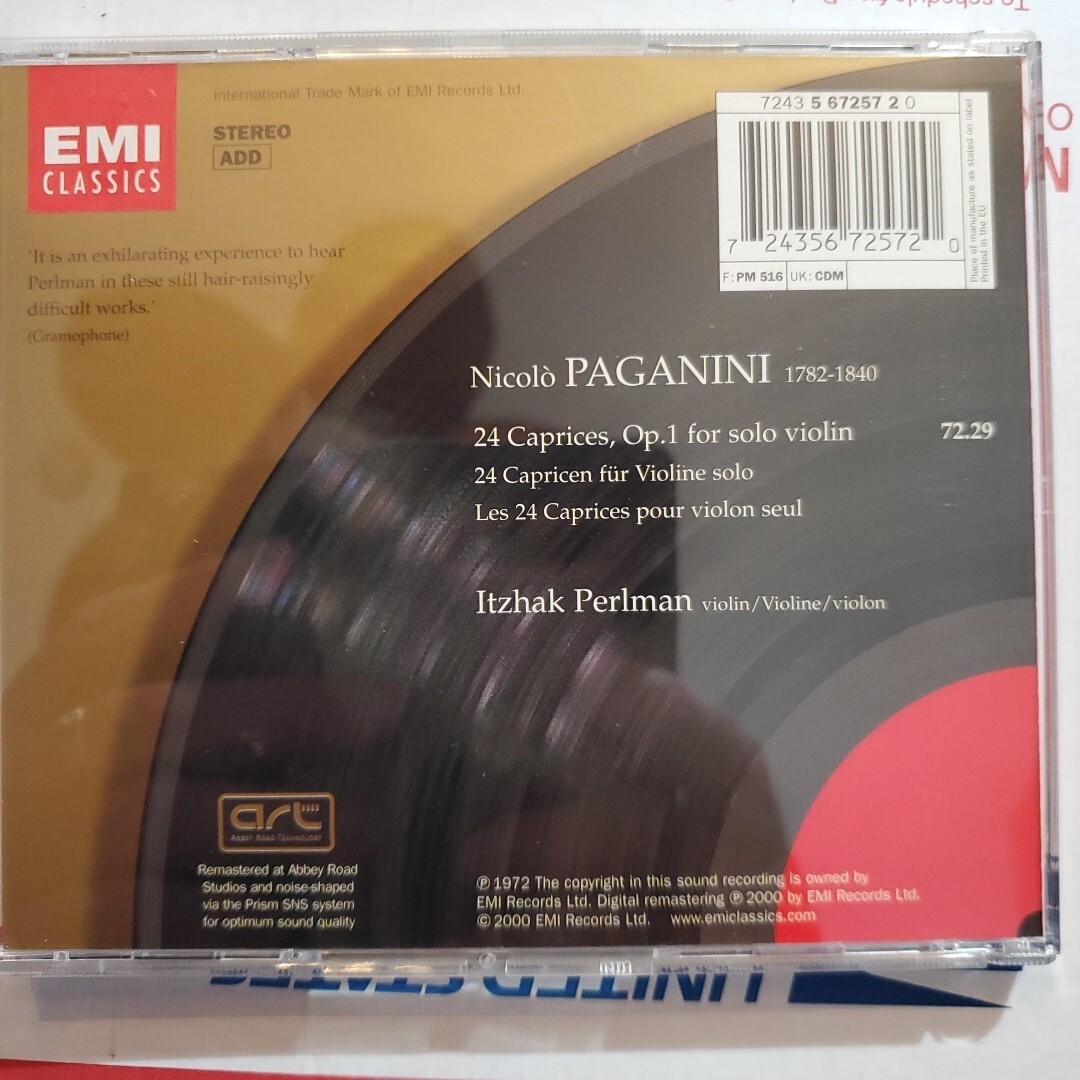 EMI
CLASSICS
International Trade Mark of EMI Records Ltd.
STEREO
ADD
'It is an exhilarating experience to hear
Perlman in these still hair-raisingly
difficult works.'
(Gramophone)
7243 5 67257 2 0
7 24356 72572 0
F: PM 516 UK: CDM
Place of manufacture as stated on label
Printed in the EU
Nicolò PAGANINI 1782-1840
24 Caprices, Op.1 for solo violin 72.29
24 Capricen für Violine solo
Les 24 Caprices pour violon seul
Itzhak Perlman violin/Violine/violon
art
ABBEY ROAD TECHNOLOGY
Remastered at Abbey Road
Studios and noise-shaped
via the Prism SNS system
for optimum sound quality
℗ 1972 The copyright in this sound recording is owned by
EMI Records Ltd. Digital remastering ℗ 2000 by EMI Records Ltd.
© 2000 EMI Records Ltd. www.emiclassics.com
UNITED STATES